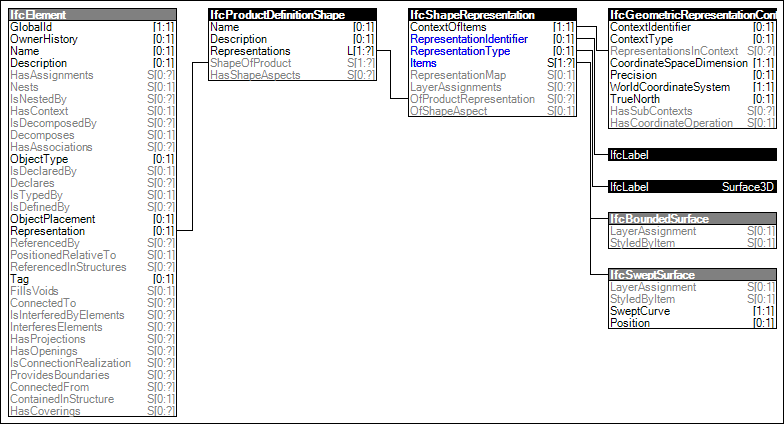 IfcElement
GlobalId [1:1]
OwnerHistory [0:1]
Name [0:1]
Description [0:1]
HasAssignments S[0:?]
Nests S[0:1]
IsNestedBy S[0:?]
HasContext S[0:1]
IsDecomposedBy S[0:?]
Decomposes S[0:1]
HasAssociations S[0:?]
ObjectType [0:1]
IsDeclaredBy S[0:1]
Declares S[0:?]
IsTypedBy S[0:1]
IsDefinedBy S[0:?]
ObjectPlacement [0:1]
Representation [0:1]
ReferencedBy S[0:?]
PositionedRelativeTo S[0:1]
ReferencedInStructures S[0:?]
Tag [0:1]
FillsVoids S[0:1]
ConnectedTo S[0:?]
IsInterferedByElements S[0:?]
InterferesElements S[0:?]
HasProjections S[0:?]
HasOpenings S[0:?]
IsConnectionRealization S[0:?]
ProvidesBoundaries S[0:?]
ConnectedFrom S[0:?]
ContainedInStructure S[0:1]
HasCoverings S[0:?]
IfcProductDefinitionShape
Name [0:1]
Description [0:1]
Representations L[1:?]
ShapeOfProduct S[1:?]
HasShapeAspects S[0:?]
IfcShapeRepresentation
ContextOfItems [1:1]
RepresentationIdentifier [0:1]
RepresentationType [0:1]
Items S[1:?]
RepresentationMap S[0:1]
LayerAssignments S[0:?]
OfProductRepresentation S[0:?]
OfShapeAspect S[0:1]
IfcGeometricRepresentationCon
ContextIdentifier [0:1]
ContextType [0:1]
RepresentationsInContext S[0:?]
CoordinateSpaceDimension [1:1]
Precision [0:1]
WorldCoordinateSystem [1:1]
TrueNorth [0:1]
HasSubContexts S[0:?]
HasCoordinateOperation S[0:1]
IfcLabel
IfcLabel Surface3D
IfcBoundedSurface
LayerAssignment S[0:1]
StyledByItem S[0:1]
IfcSweptSurface
LayerAssignment S[0:1]
StyledByItem S[0:1]
SweptCurve [1:1]
Position [0:1]